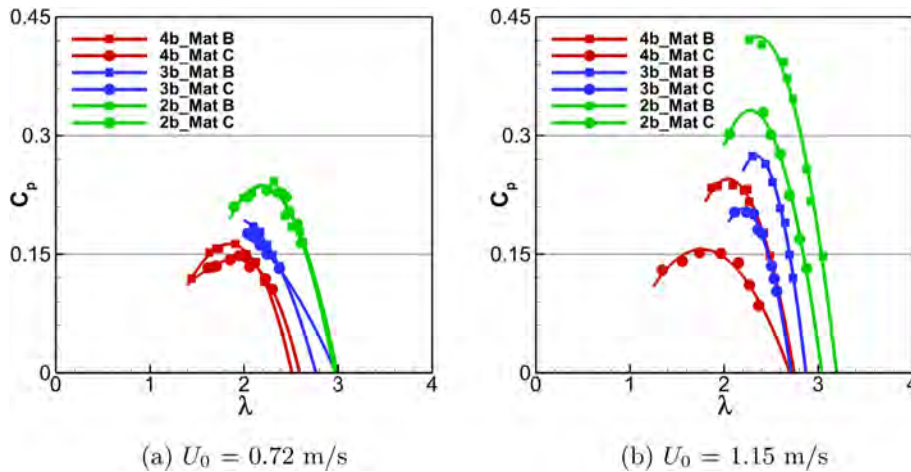 0.45
4b_Mat B
4b_Mat C
3b_Mat B
3b_Mat C
2b_Mat B
2b_Mat C
0.3
Cp
0.15
0
0 1 2 3 4
λ
(a) U0 = 0.72 m/s
0.45
4b_Mat B
4b_Mat C
3b_Mat B
3b_Mat C
2b_Mat B
2b_Mat C
0.3
Cp
0.15
0
0 1 2 3 4
λ
(b) U0 = 1.15 m/s